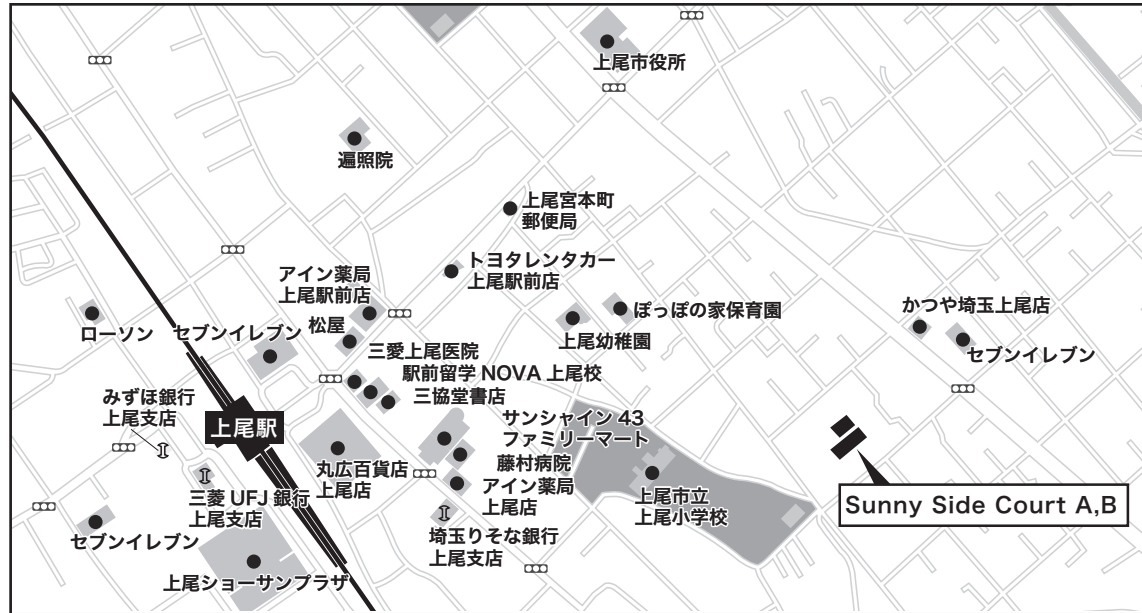 上尾市役所
遍照院
上尾宮本町
郵便局
トヨタレンタカー
上尾駅前店
アイン薬局
上尾駅前店
ローソン
セブンイレブン
松屋
ぽっぽの家保育園
上尾幼稚園
かつや埼玉上尾店
セブンイレブン
三愛上尾医院
駅前留学 NOVA 上尾校
三協堂書店
みずほ銀行
上尾支店
上尾駅
サンシャイン 43
ファミリーマート
藤村病院
アイン薬局
上尾店
丸広百貨店
上尾店
上尾市立
上尾小学校
Sunny Side Court A,B
三菱 UFJ 銀行
上尾支店
セブンイレブン
埼玉りそな銀行
上尾支店
上尾ショーサンプラザ